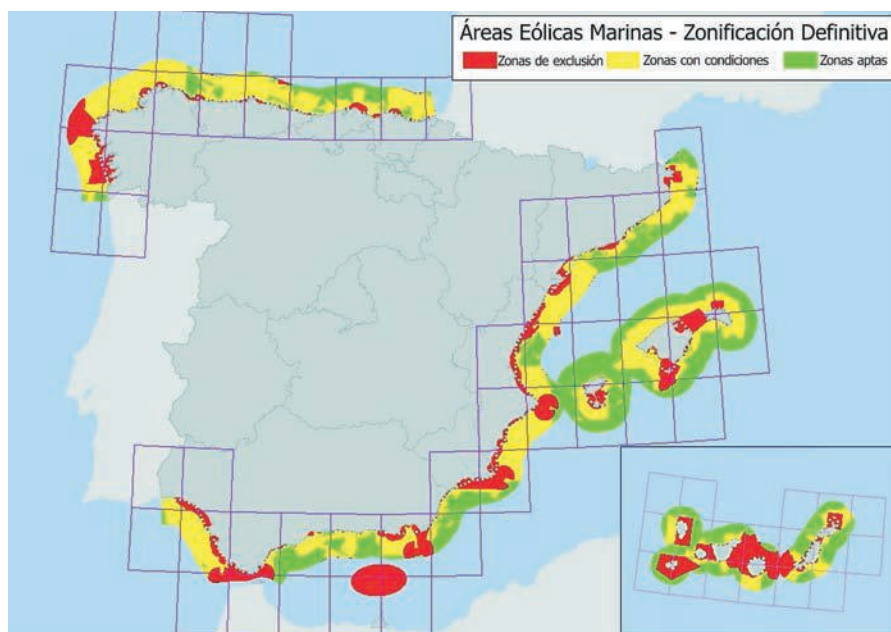 Áreas Eólicas Marinas - Zonificación Definitiva
Zonas de exclusión Zonas con condiciones Zonas aptas